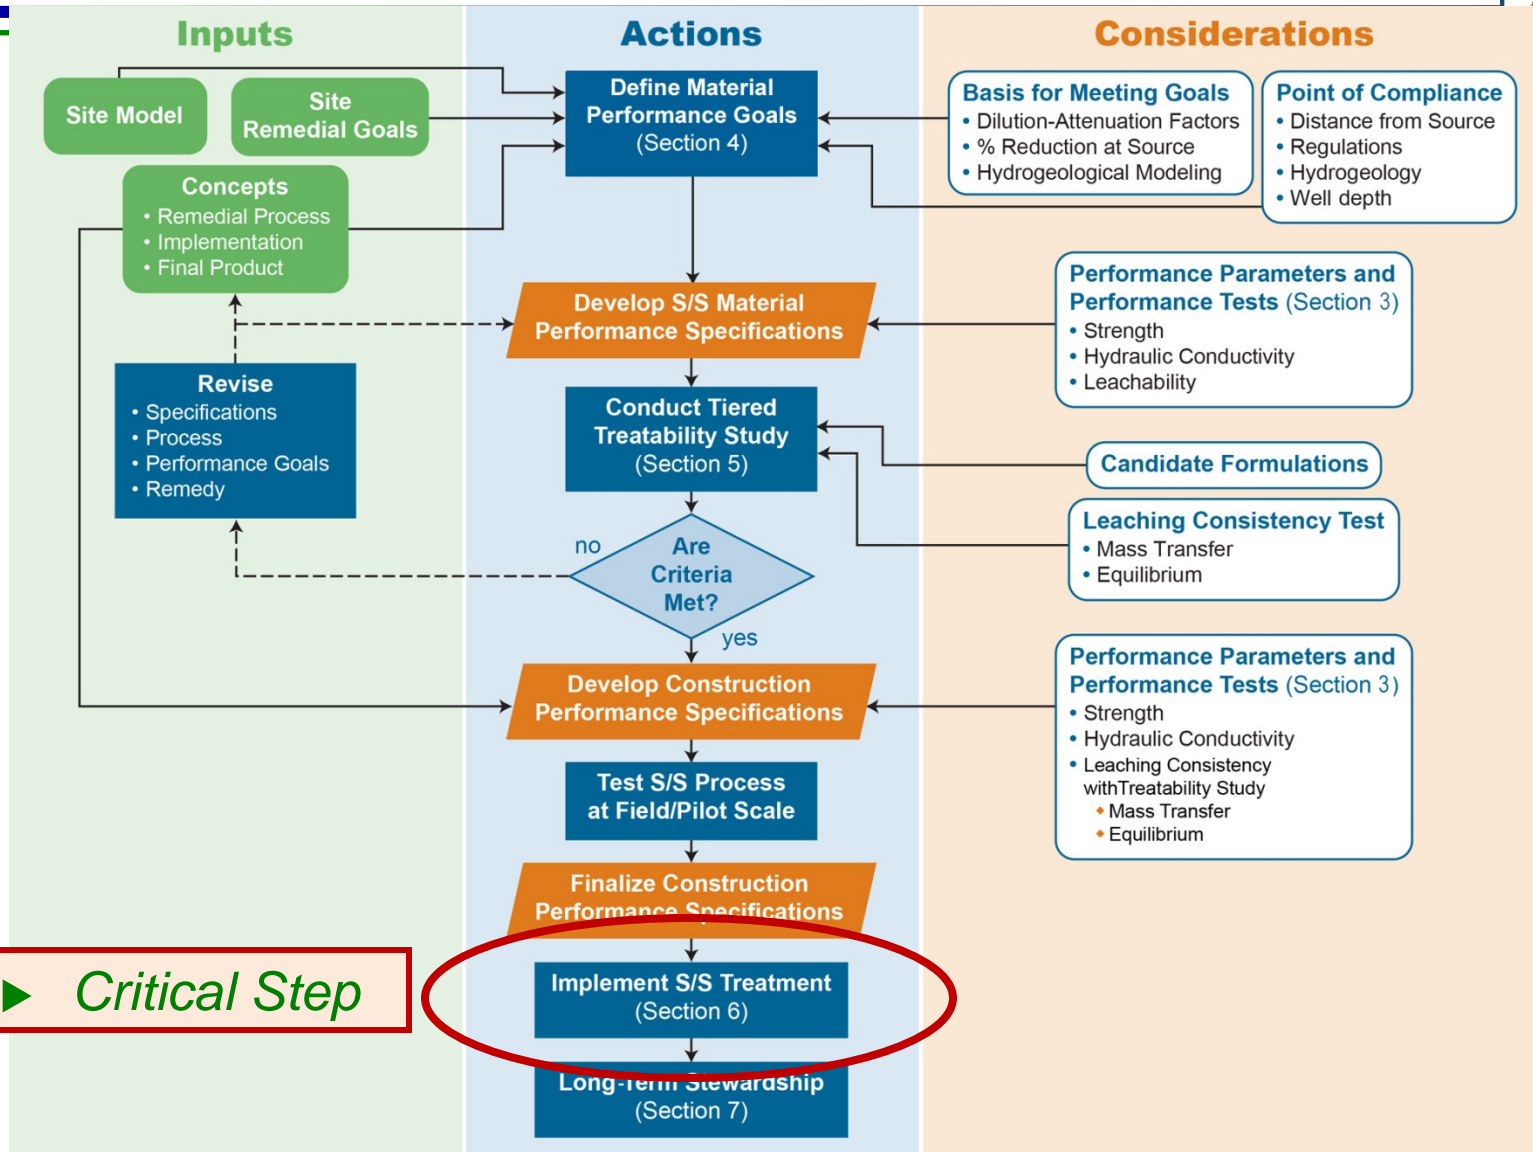 Inputs
Actions
Considerations
Site Model
Site
Remedial Goals
Define Material
Performance Goals
(Section 4)
Basis for Meeting Goals
• Dilution-Attenuation Factors
• % Reduction at Source
• Hydrogeological Modeling
Point of Compliance
• Distance from Source
• Regulations
• Hydrogeology
• Well depth
Concepts
• Remedial Process
• Implementation
• Final Product
Develop S/S Material
Performance Specifications
Performance Parameters and
Performance Tests (Section 3)
• Strength
• Hydraulic Conductivity
• Leachability
Revise
• Specifications
• Process
• Performance Goals
• Remedy
Conduct Tiered
Treatability Study
(Section 5)
Candidate Formulations
Leaching Consistency Test
• Mass Transfer
• Equilibrium
no
Are
Criteria
Met?
yes
Develop Construction
Performance Specifications
Performance Parameters and
Performance Tests (Section 3)
• Strength
• Hydraulic Conductivity
• Leaching Consistency
withTreatability Study
◆ Mass Transfer
◆ Equilibrium
Test S/S Process
at Field/Pilot Scale
Finalize Construction
Performance Specifications
Critical Step
Implement S/S Treatment
(Section 6)
Long-Term Stewardship
(Section 7)